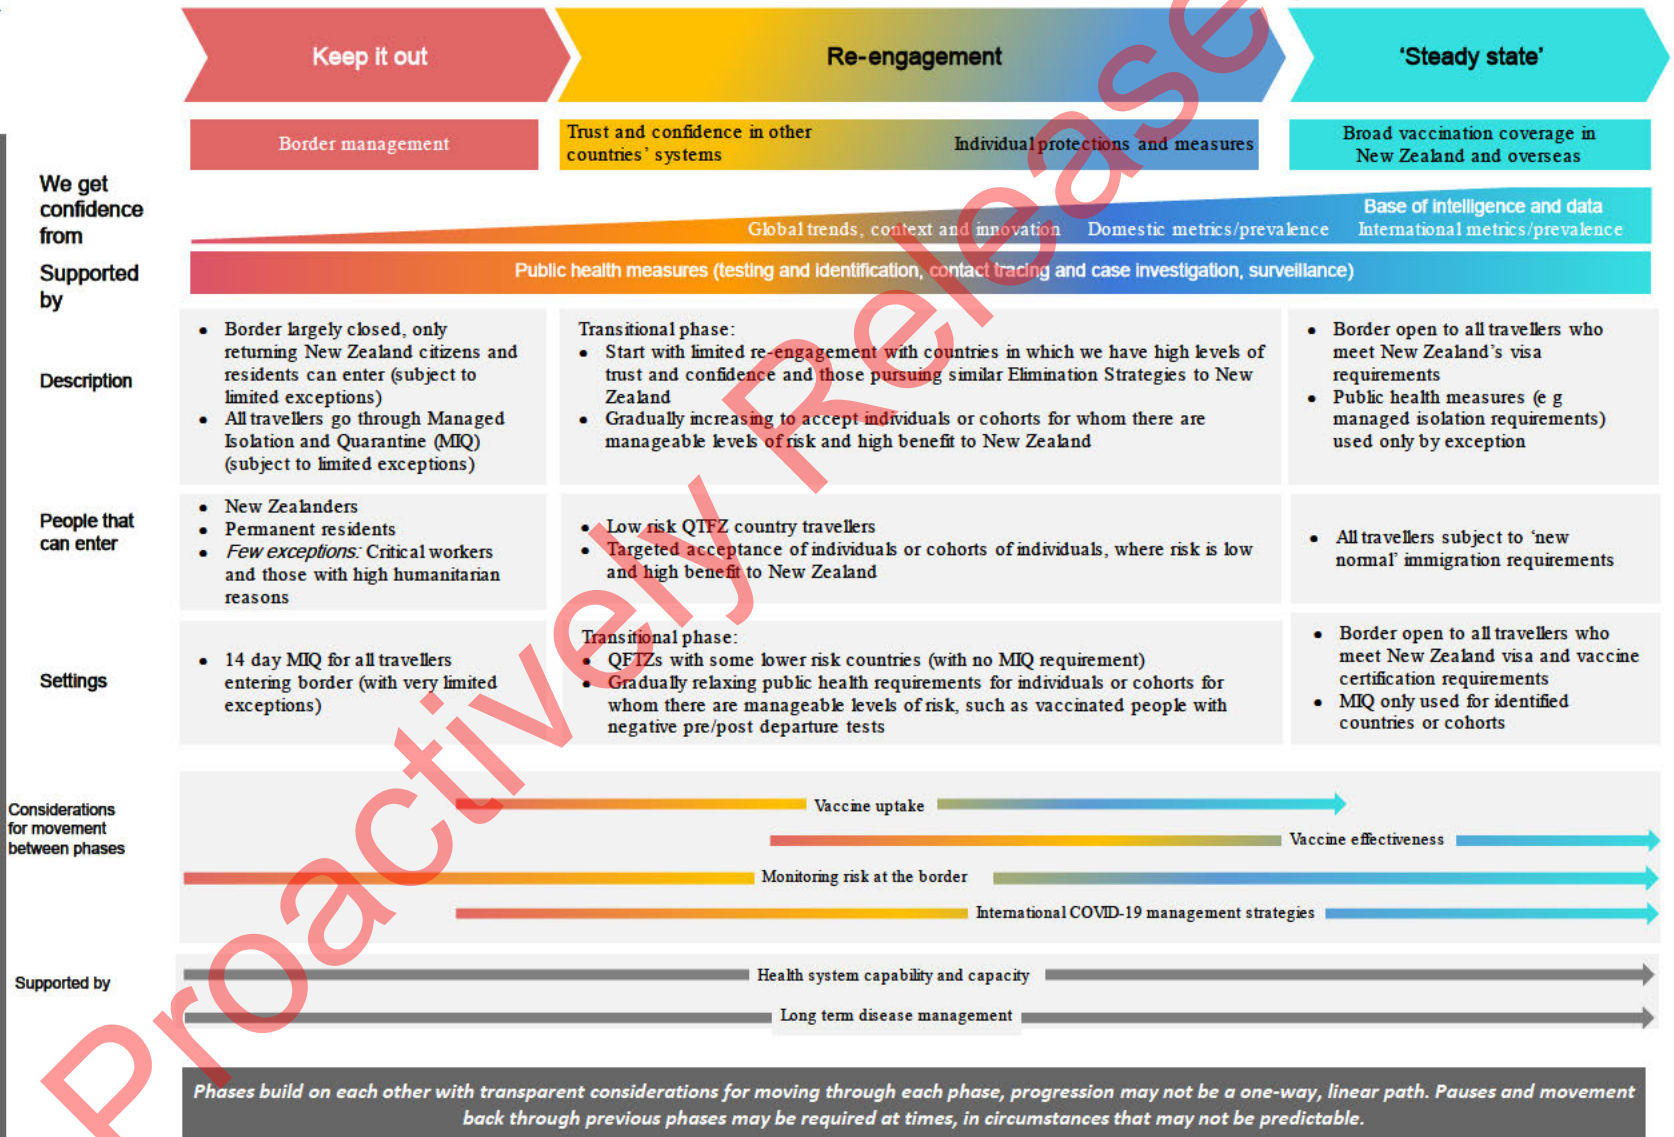 Keep it out
Re-engagement
'Steady state'
Border management
Trust and confidence in other
countries' systems
Individual protections and measures
Broad vaccination coverage in
New Zealand and overseas
We get
confidence
from
Base of intelligence and data
Global trends, context and innovation
Domestic metrics/prevalence
International metrics/prevalence
Supported
by
Public health measures (testing and identification, contact tracing and case investigation, surveillance)
Description
• Border largely closed, only
returning New Zealand citizens and
residents can enter (subject to
limited exceptions)
• All travellers go through Managed
Isolation and Quarantine (MIQ)
(subject to limited exceptions)
Transitional phase:
• Start with limited re-engagement with countries in which we have high levels of
trust and confidence and those pursuing similar Elimination Strategies to New
Zealand
• Gradually increasing to accept individuals or cohorts for whom there are
manageable levels of risk and high benefit to New Zealand
• Border open to all travellers who
meet New Zealand's visa
requirements
• Public health measures (e g
managed isolation requirements)
used only by exception
People that
can enter
• New Zealanders
• Permanent residents
• Few exceptions: Critical workers
and those with high humanitarian
reasons
• Low risk QTFZ country travellers
• Targeted acceptance of individuals or cohorts of individuals, where risk is low
and high benefit to New Zealand
• All travellers subject to 'new
normal' immigration requirements
Settings
• 14 day MIQ for all travellers
entering border (with very limited
exceptions)
Transitional phase:
• QFTZs with some lower risk countries (with no MIQ requirement)
• Gradually relaxing public health requirements for individuals or cohorts for
whom there are manageable levels of risk, such as vaccinated people with
negative pre/post departure tests
• Border open to all travellers who
meet New Zealand visa and vaccine
certification requirements
• MIQ only used for identified
countries or cohorts
Considerations
for movement
between phases
Vaccine uptake
Vaccine effectiveness
Monitoring risk at the border
International COVID-19 management strategies
Supported by
Health system capability and capacity
Long term disease management
Phases build on each other with transparent considerations for moving through each phase, progression may not be a one-way, linear path. Pauses and movement
back through previous phases may be required at times, in circumstances that may not be predictable.
Proactively Release